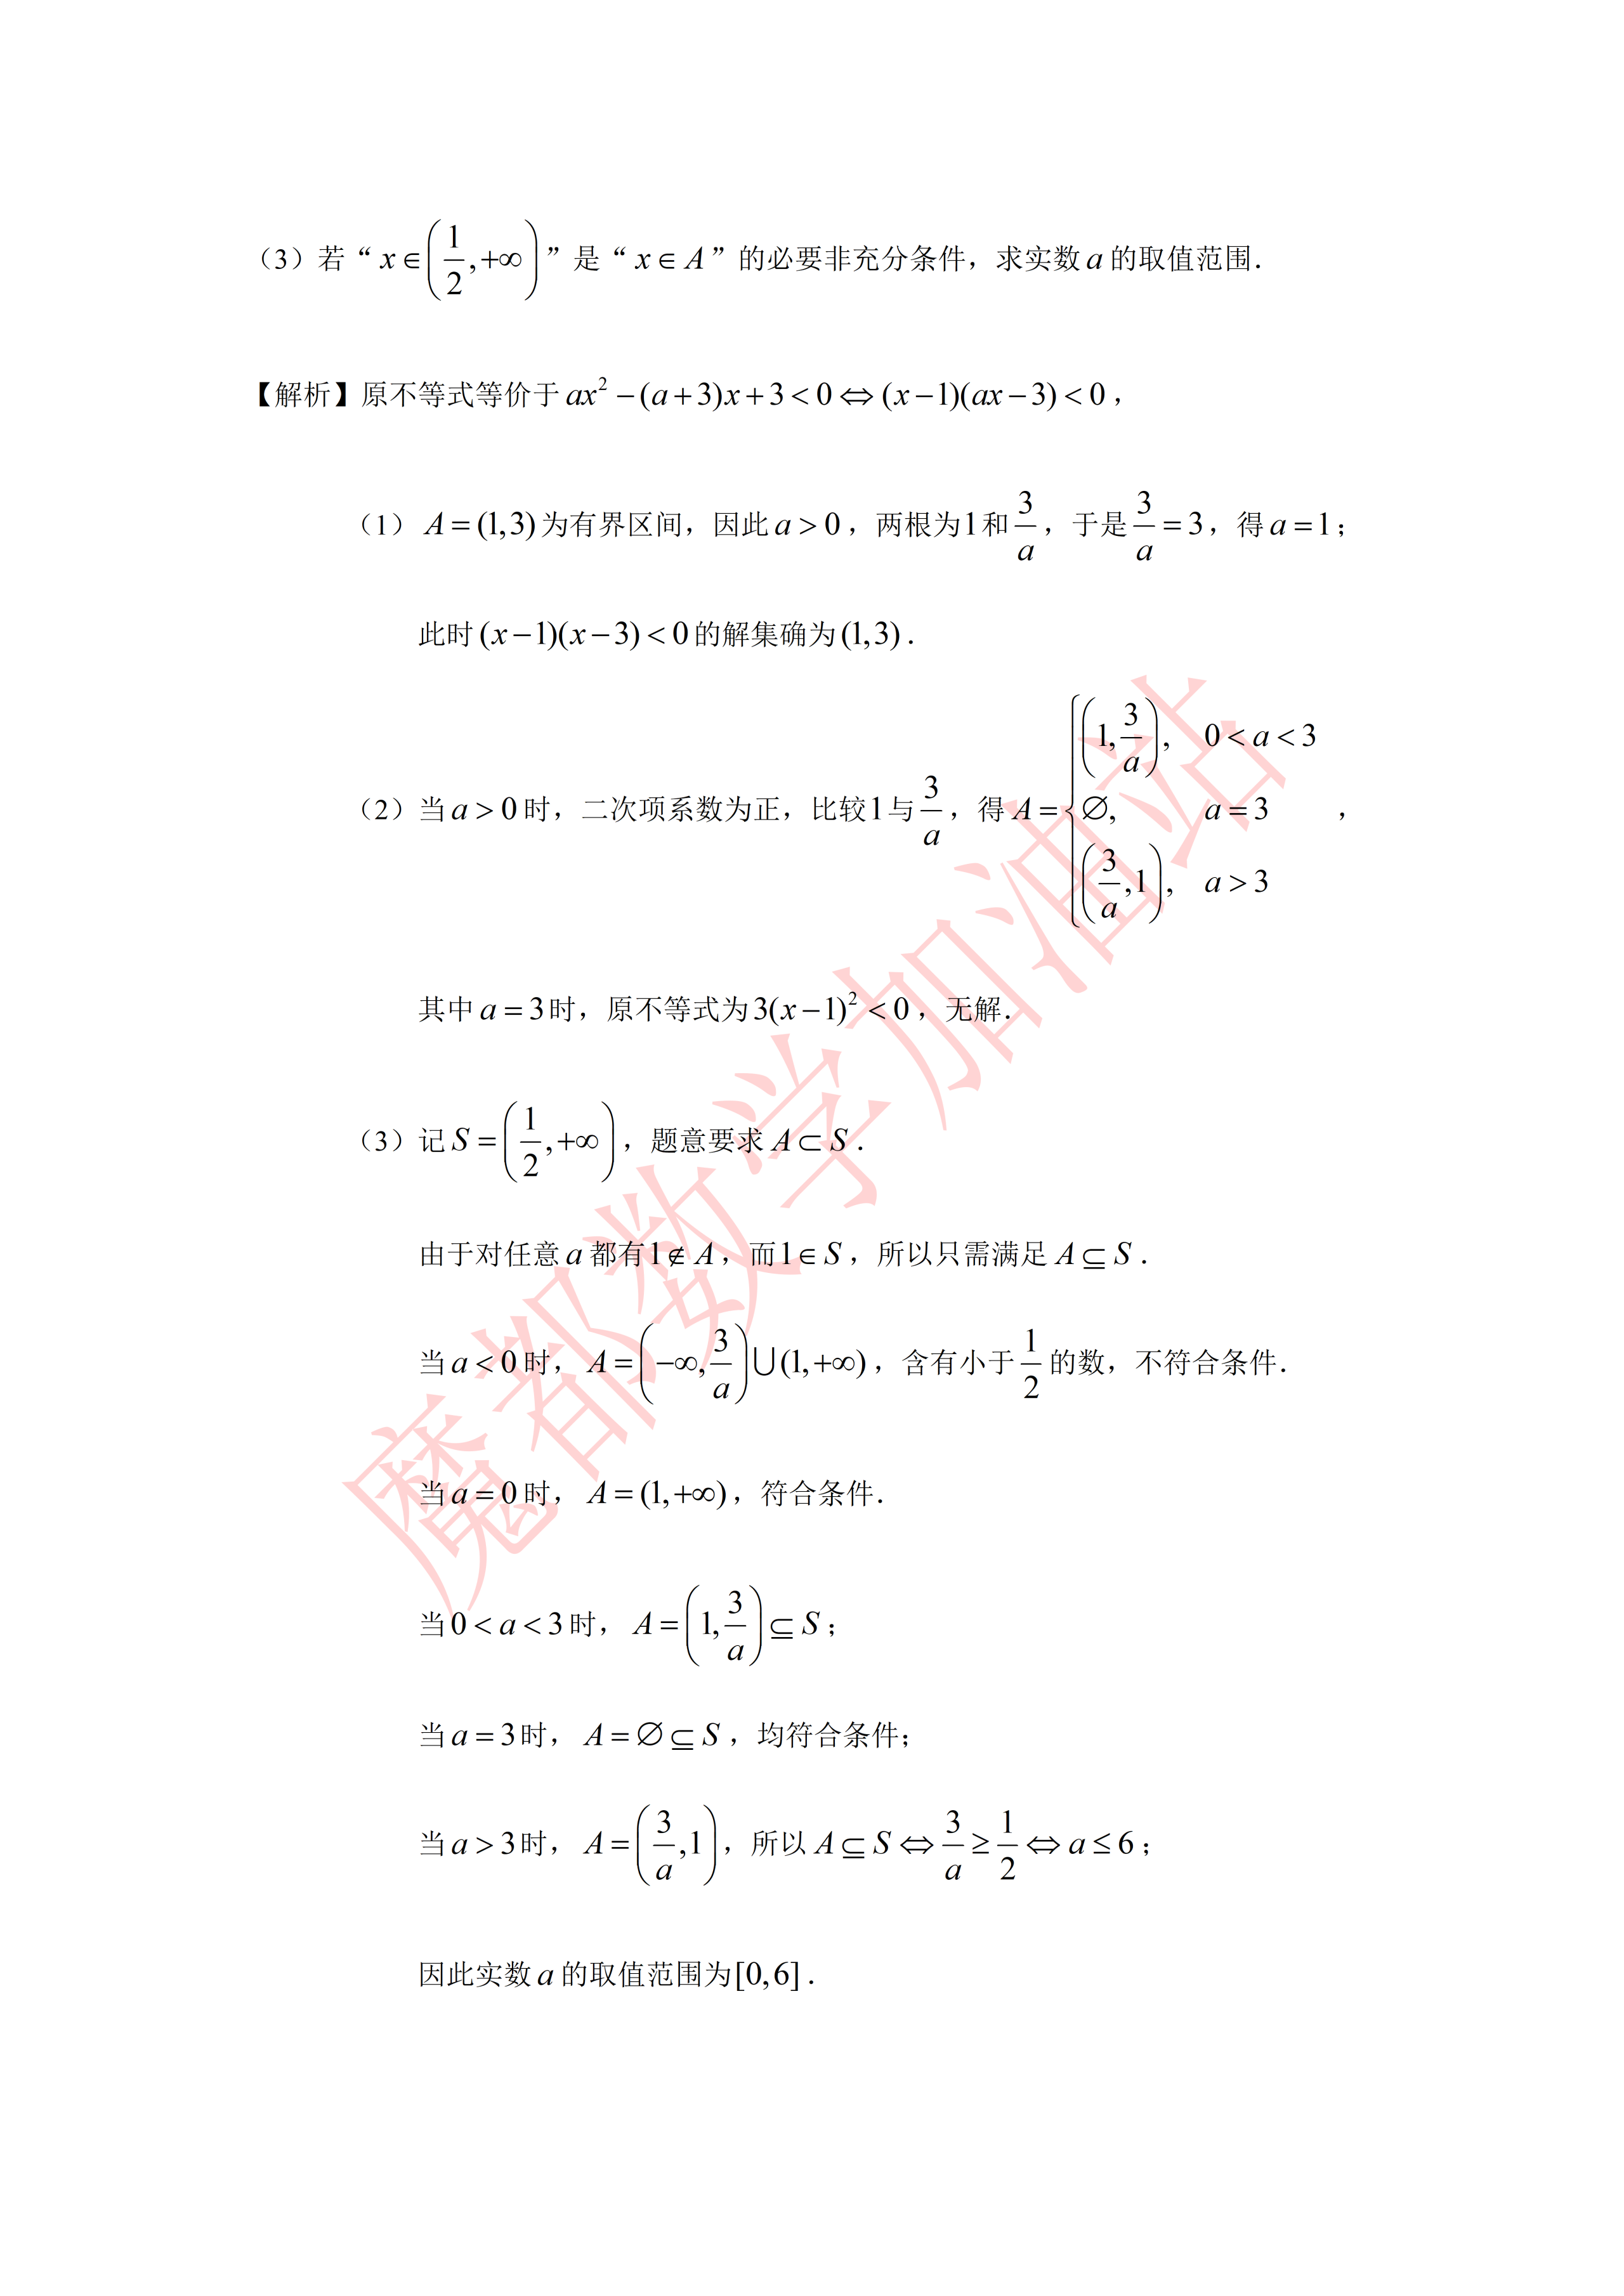 （3）若“x∈(1/2,+∞)”是“x∈A”的必要非充分条件，求实数a的取值范围．
【解析】原不等式等价于ax²−(a+3)x+3<0⇔(x−1)(ax−3)<0，
（1）A=(1,3)为有界区间，因此a>0，两根为1和3/a，于是3/a=3，得a=1；
此时(x−1)(x−3)<0的解集确为(1,3)．
（2）当a>0时，二次项系数为正，比较1与3/a，得A={(1,3/a), 0<a<3
∅, a=3，
(3/a,1), a>3
其中a=3时，原不等式为3(x−1)²<0，无解．
（3）记S=(1/2,+∞)，题意要求A⊂S．
由于对任意a都有1∉A，而1∈S，所以只需满足A⊆S．
当a<0时，A=(−∞,3/a)∪(1,+∞)，含有小于1/2的数，不符合条件．
当a=0时，A=(1,+∞)，符合条件．
当0<a<3时，A=(1,3/a)⊆S；
当a=3时，A=∅⊆S，均符合条件；
当a>3时，A=(3/a,1)，所以A⊆S⇔3/a≥1/2⇔a≤6；
因此实数a的取值范围为[0,6]．
魔都数学加油站